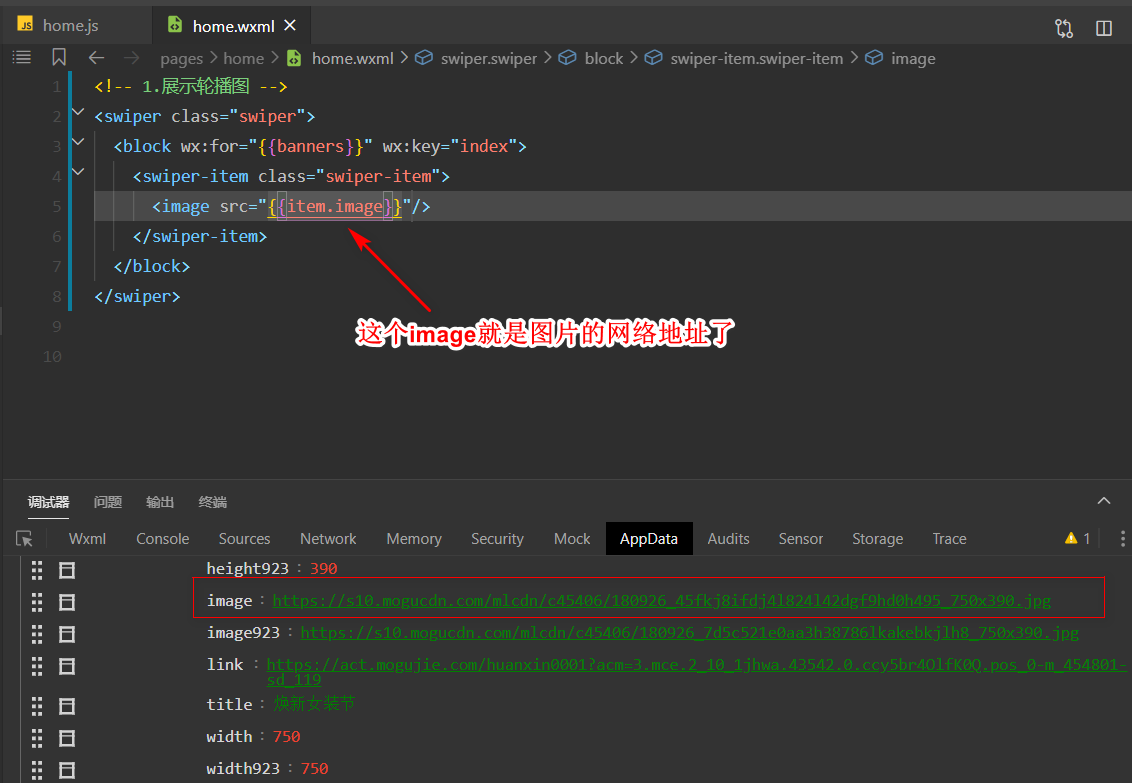 JS home.js home.wxml
pages home home.wxml swiper.swiper block swiper-item.swiper-item image
1 <!-- 1.展示轮播图 -->
2 <swiper class="swiper">
3 <block wx:for="{{banners}}" wx:key="index">
4 <swiper-item class="swiper-item">
5 <image src="{{item.image}}"/>
6 </swiper-item>
7 </block>
8 </swiper>
9
10
这个image就是图片的网络地址了
调试器 问题 输出 终端
Wxml Console Sources Network Memory Security Mock AppData Audits Sensor Storage Trace 1
height923 : 390
image : https://s10.mogucdn.com/mlcdn/c45406/180926_45fkj8ifdj4l824l42dgf9hd0h495_750x390.jpg
image923 : https://s10.mogucdn.com/mlcdn/c45406/180926_7d5c521e0aa3h38786lkakebkjlh8_750x390.jpg
link : https://act.mogujie.com/huanxin0001?acm=3.mce.2_10_1jhwa.43542.0.ccy5br4OlfK0Q.pos_0-m_454801-
sd_119
title : 焕新女装节
width : 750
width923 : 750